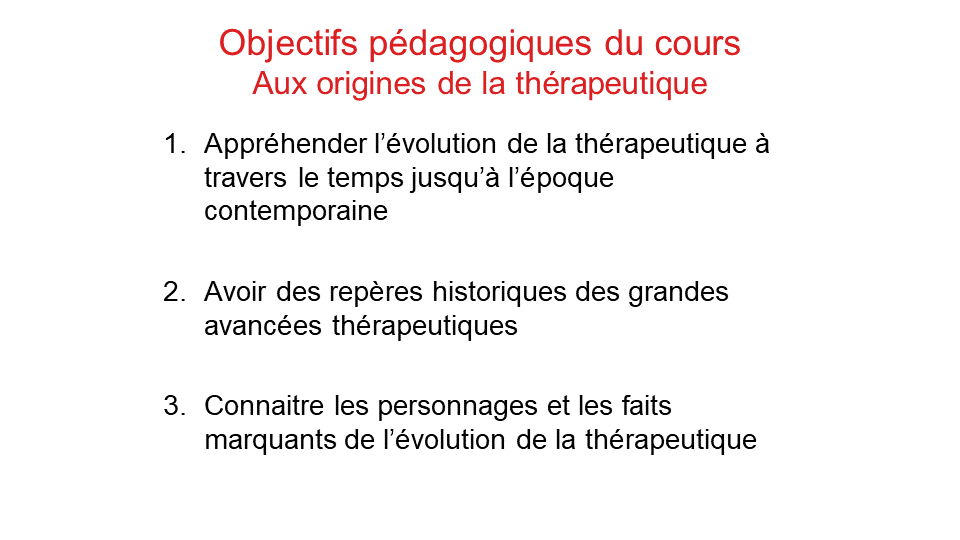 Objectifs pédagogiques du cours
Aux origines de la thérapeutique
1. Appréhender l’évolution de la thérapeutique à
travers le temps jusqu’à l’époque
contemporaine
2. Avoir des repères historiques des grandes
avancées thérapeutiques
3. Connaitre les personnages et les faits
marquants de l’évolution de la thérapeutique